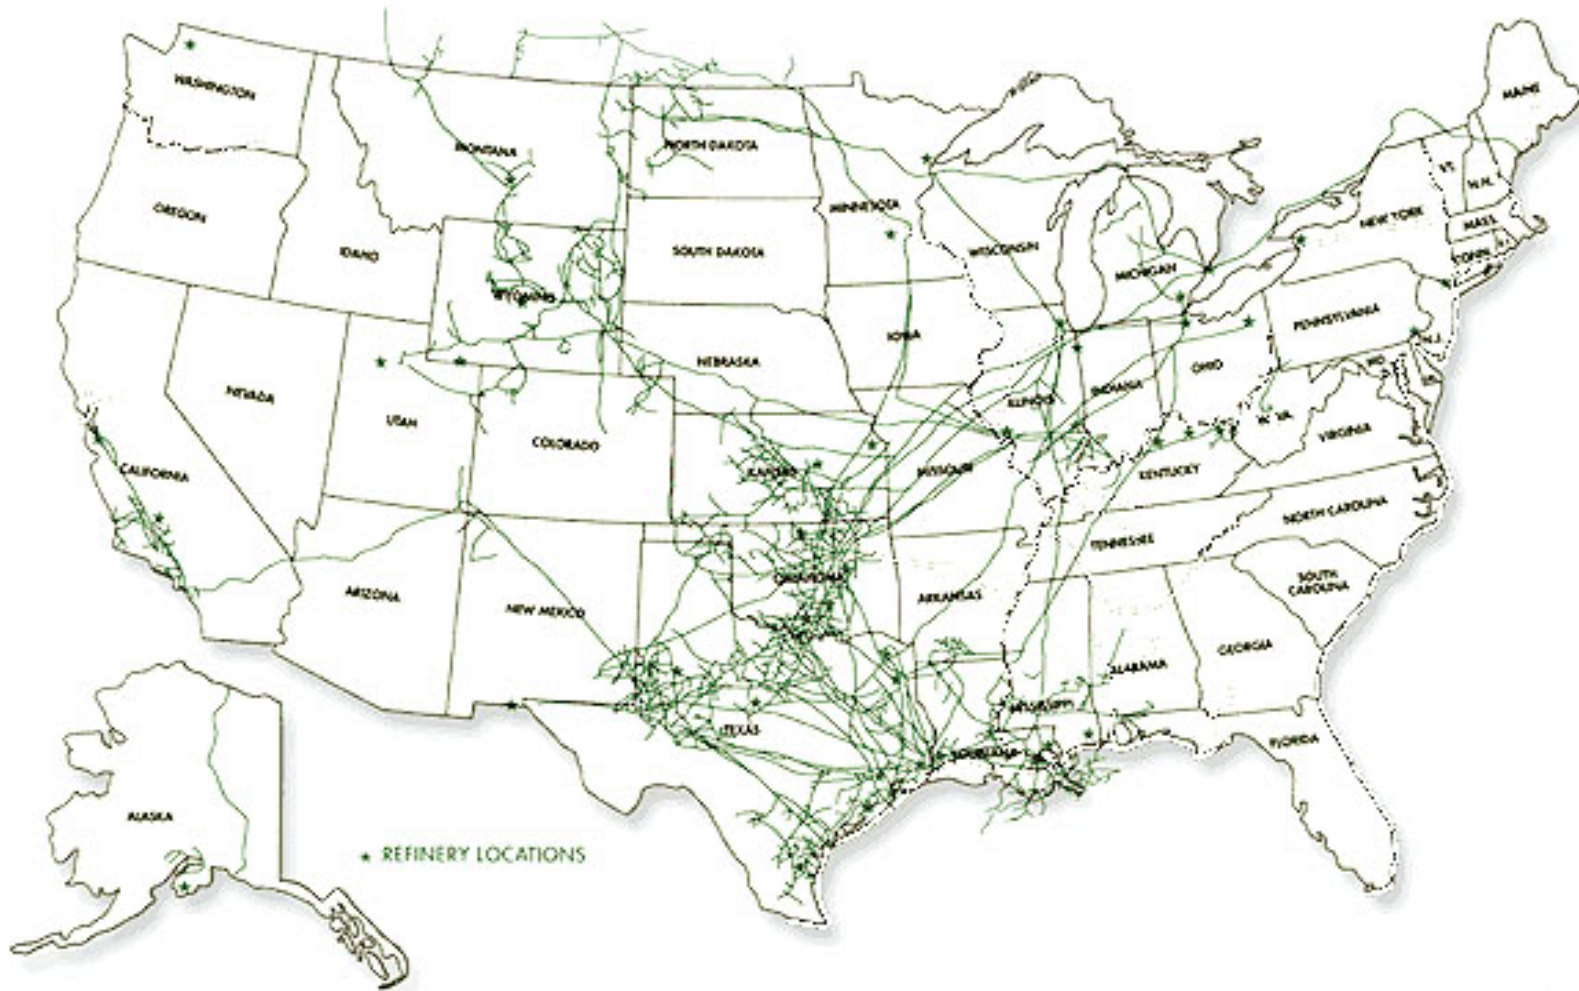 WASHINGTON
MAINE
MONTANA
NORTH DAKOTA
VT.
N.H.
OREGON
MINNESOTA
NEW YORK
MASS.
IDAHO
SOUTH DAKOTA
WISCONSIN
MICHIGAN
CONN.
WYOMING
PENNSYLVANIA
IOWA
N.J.
NEBRASKA
OHIO
MD.
NEVADA
ILLINOIS
INDIANA
UTAH
COLORADO
W. VA.
VIRGINIA
CALIFORNIA
KANSAS
MISSOURI
KENTUCKY
NORTH CAROLINA
TENNESSEE
OKLAHOMA
SOUTH
CAROLINA
ARIZONA
NEW MEXICO
ARKANSAS
GEORGIA
ALABAMA
MISSISSIPPI
TEXAS
LOUISIANA
FLORIDA
ALASKA
REFINERY LOCATIONS